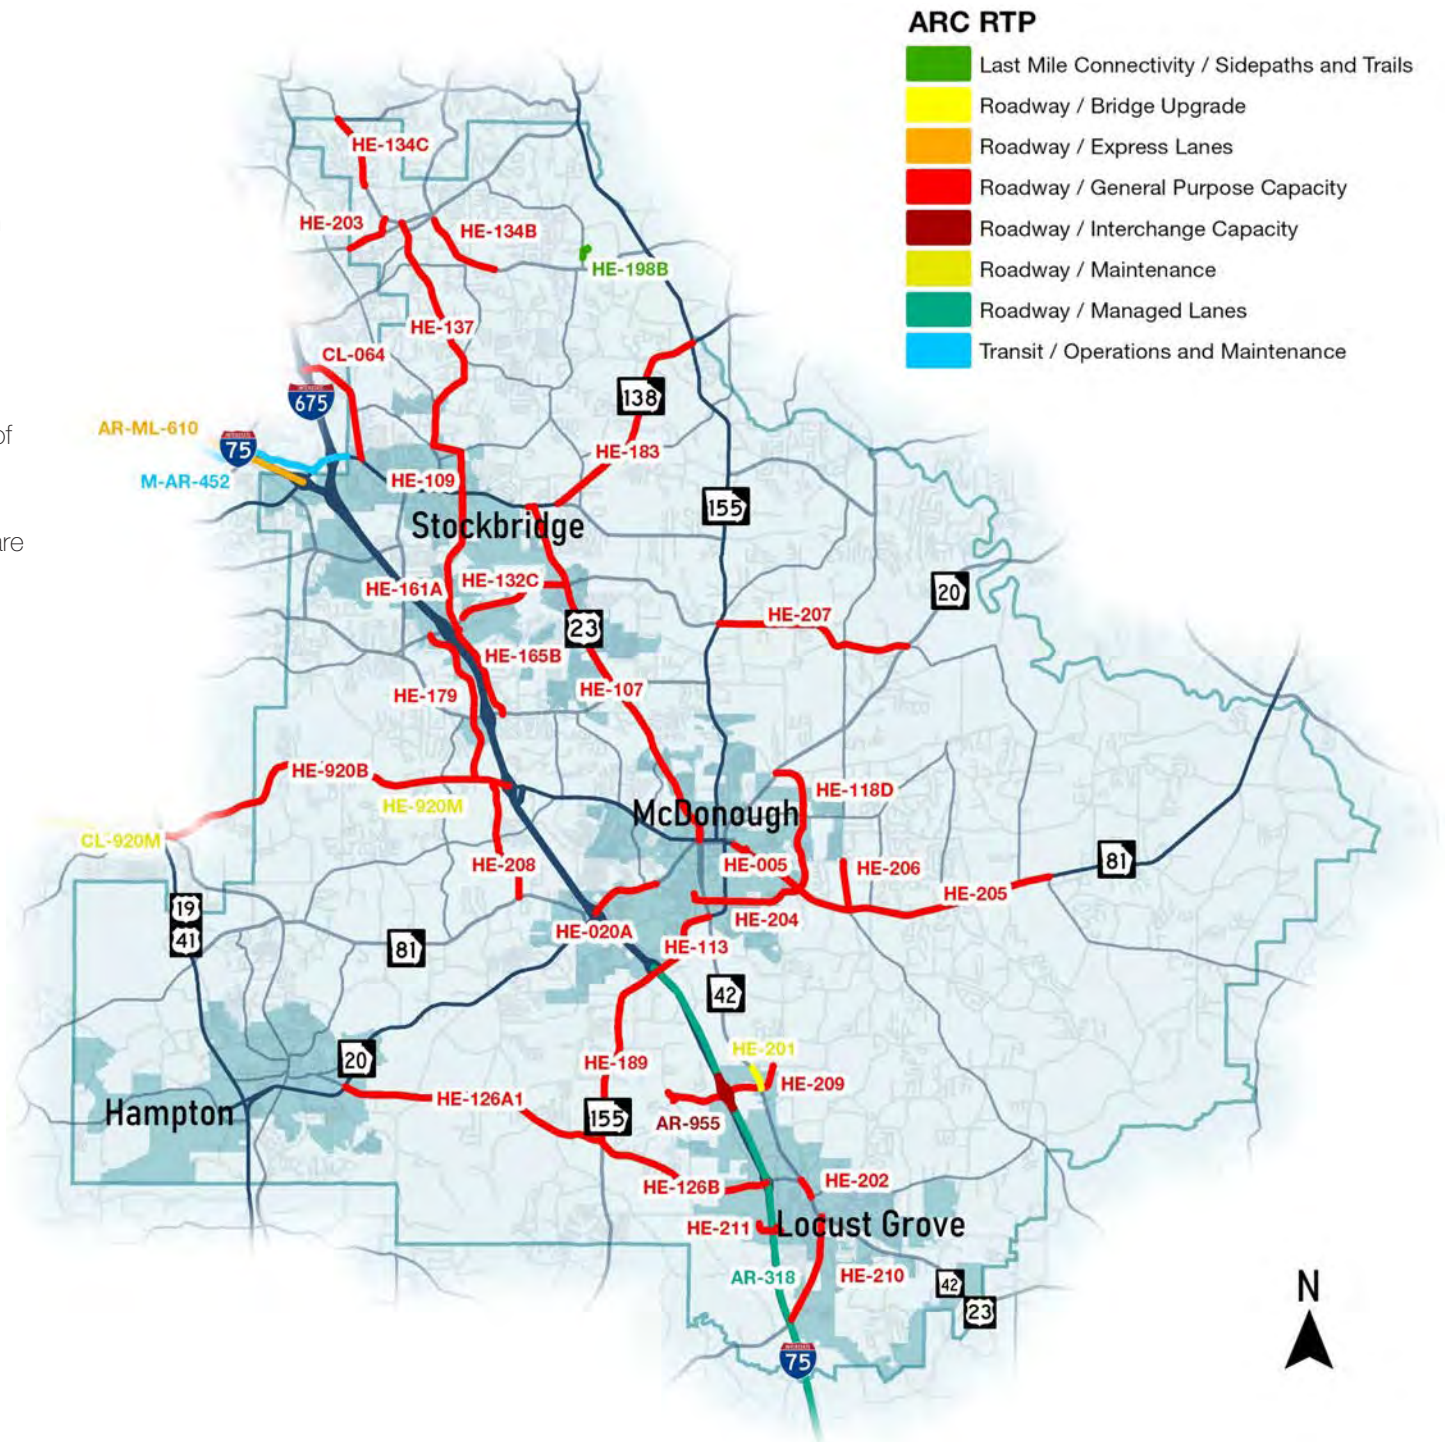 ARC RTP
Last Mile Connectivity / Sidepaths and Trails
Roadway / Bridge Upgrade
Roadway / Express Lanes
Roadway / General Purpose Capacity
Roadway / Interchange Capacity
Roadway / Maintenance
Roadway / Managed Lanes
Transit / Operations and Maintenance
HE-134C
HE-203
HE-134B
HE-198B
HE-137
CL-064
675
138
AR-ML-610
of
75
HE-183
M-AR-452
HE-109
155
Stockbridge
are
HE-161A
HE-132C
20
HE-207
23
HE-165B
HE-179
HE-107
HE-920B
HE-920M
HE-118D
McDonough
CL-920M
HE-208
HE-005
HE-206
81
HE-205
19
41
HE-020A
HE-204
81
HE-113
42
HE-201
20
HE-189
HE-209
HE-126A1
Hampton
155
AR-955
HE-126B
HE-202
HE-211
Locust Grove
AR-318
HE-210
42
23
N
75